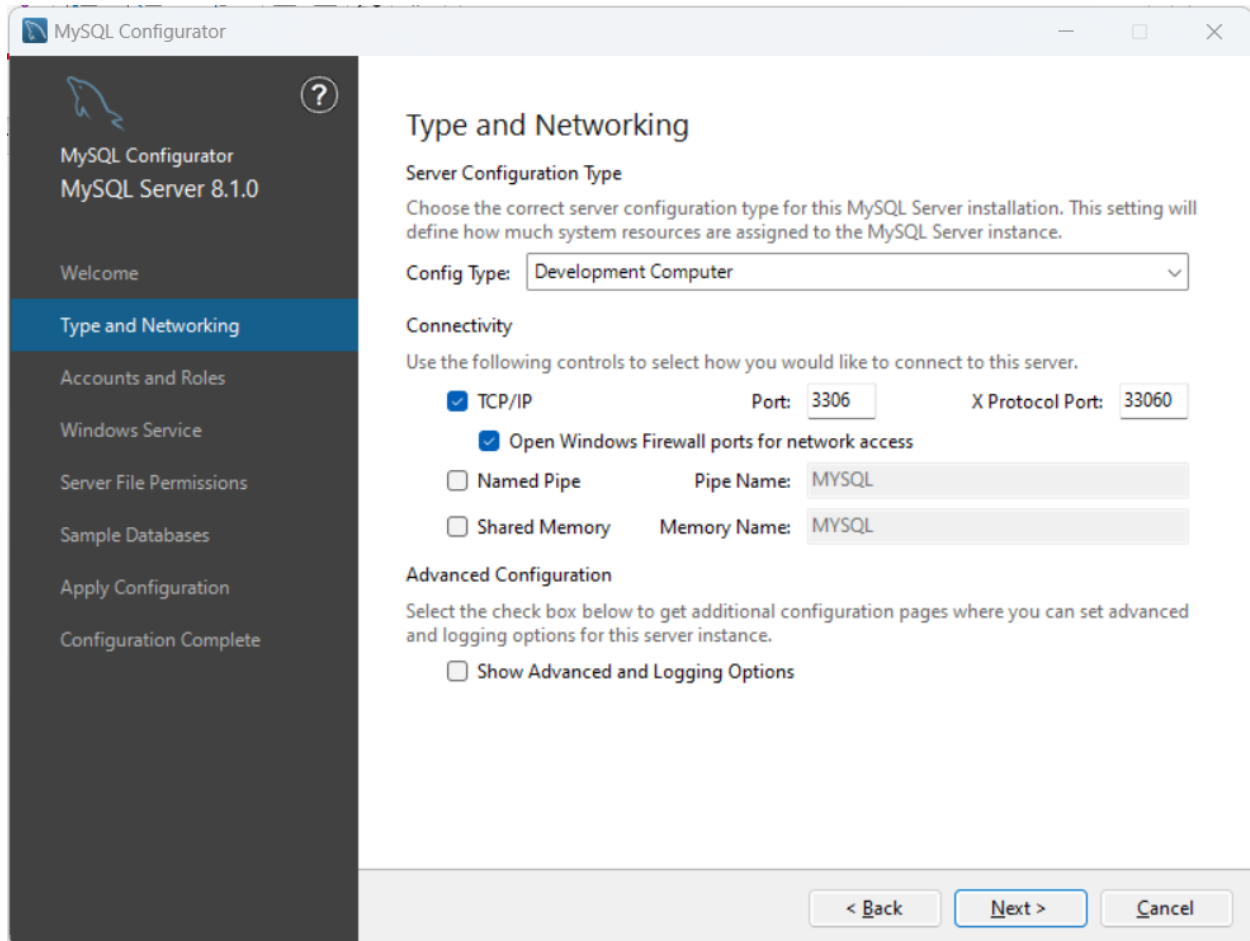 MySQL Configurator
?
MySQL Configurator
MySQL Server 8.1.0
Welcome
Type and Networking
Accounts and Roles
Windows Service
Server File Permissions
Sample Databases
Apply Configuration
Configuration Complete
Type and Networking
Server Configuration Type
Choose the correct server configuration type for this MySQL Server installation. This setting will
define how much system resources are assigned to the MySQL Server instance.
Config Type: Development Computer
Connectivity
Use the following controls to select how you would like to connect to this server.
TCP/IP Port: 3306 X Protocol Port: 33060
Open Windows Firewall ports for network access
Named Pipe Pipe Name: MYSQL
Shared Memory Memory Name: MYSQL
Advanced Configuration
Select the check box below to get additional configuration pages where you can set advanced
and logging options for this server instance.
Show Advanced and Logging Options
< Back Next > Cancel